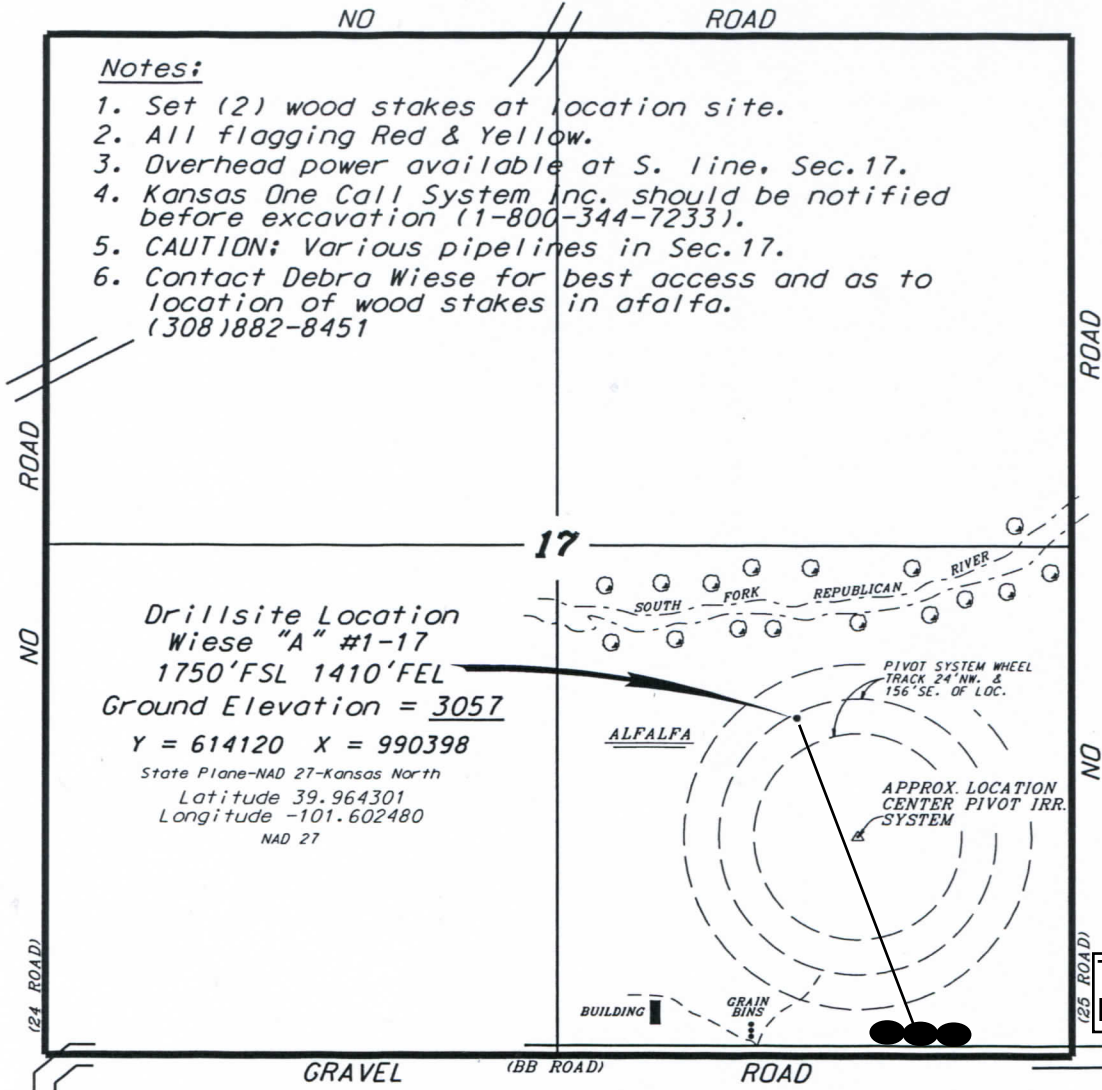 NO
ROAD
Notes:
1. Set (2) wood stakes at location site.
2. All flagging Red & Yellow.
3. Overhead power available at S. line, Sec.17.
4. Kansas One Call System Inc. should be notified
before excavation (1-800-344-7233).
5. CAUTION: Various pipelines in Sec.17.
6. Contact Debra Wiese for best access and as to
location of wood stakes in afalfa.
(308)882-8451
ROAD
NO
ROAD
NO
17
SOUTH FORK REPUBLICAN RIVER
Drillsite Location
Wiese "A" #1-17
1750'FSL 1410'FEL
Ground Elevation = 3057
Y = 614120 X = 990398
State Plane-NAD 27-Kansas North
Latitude 39.964301
Longitude -101.602480
NAD 27
PIVOT SYSTEM WHEEL
TRACK 24'NW. &
156'SE. OF LOC.
ALFALFA
APPROX. LOCATION
CENTER PIVOT IRR.
SYSTEM
(24 ROAD)
(25 ROAD)
BUILDING
GRAIN
BINS
GRAVEL
(BB ROAD)
ROAD